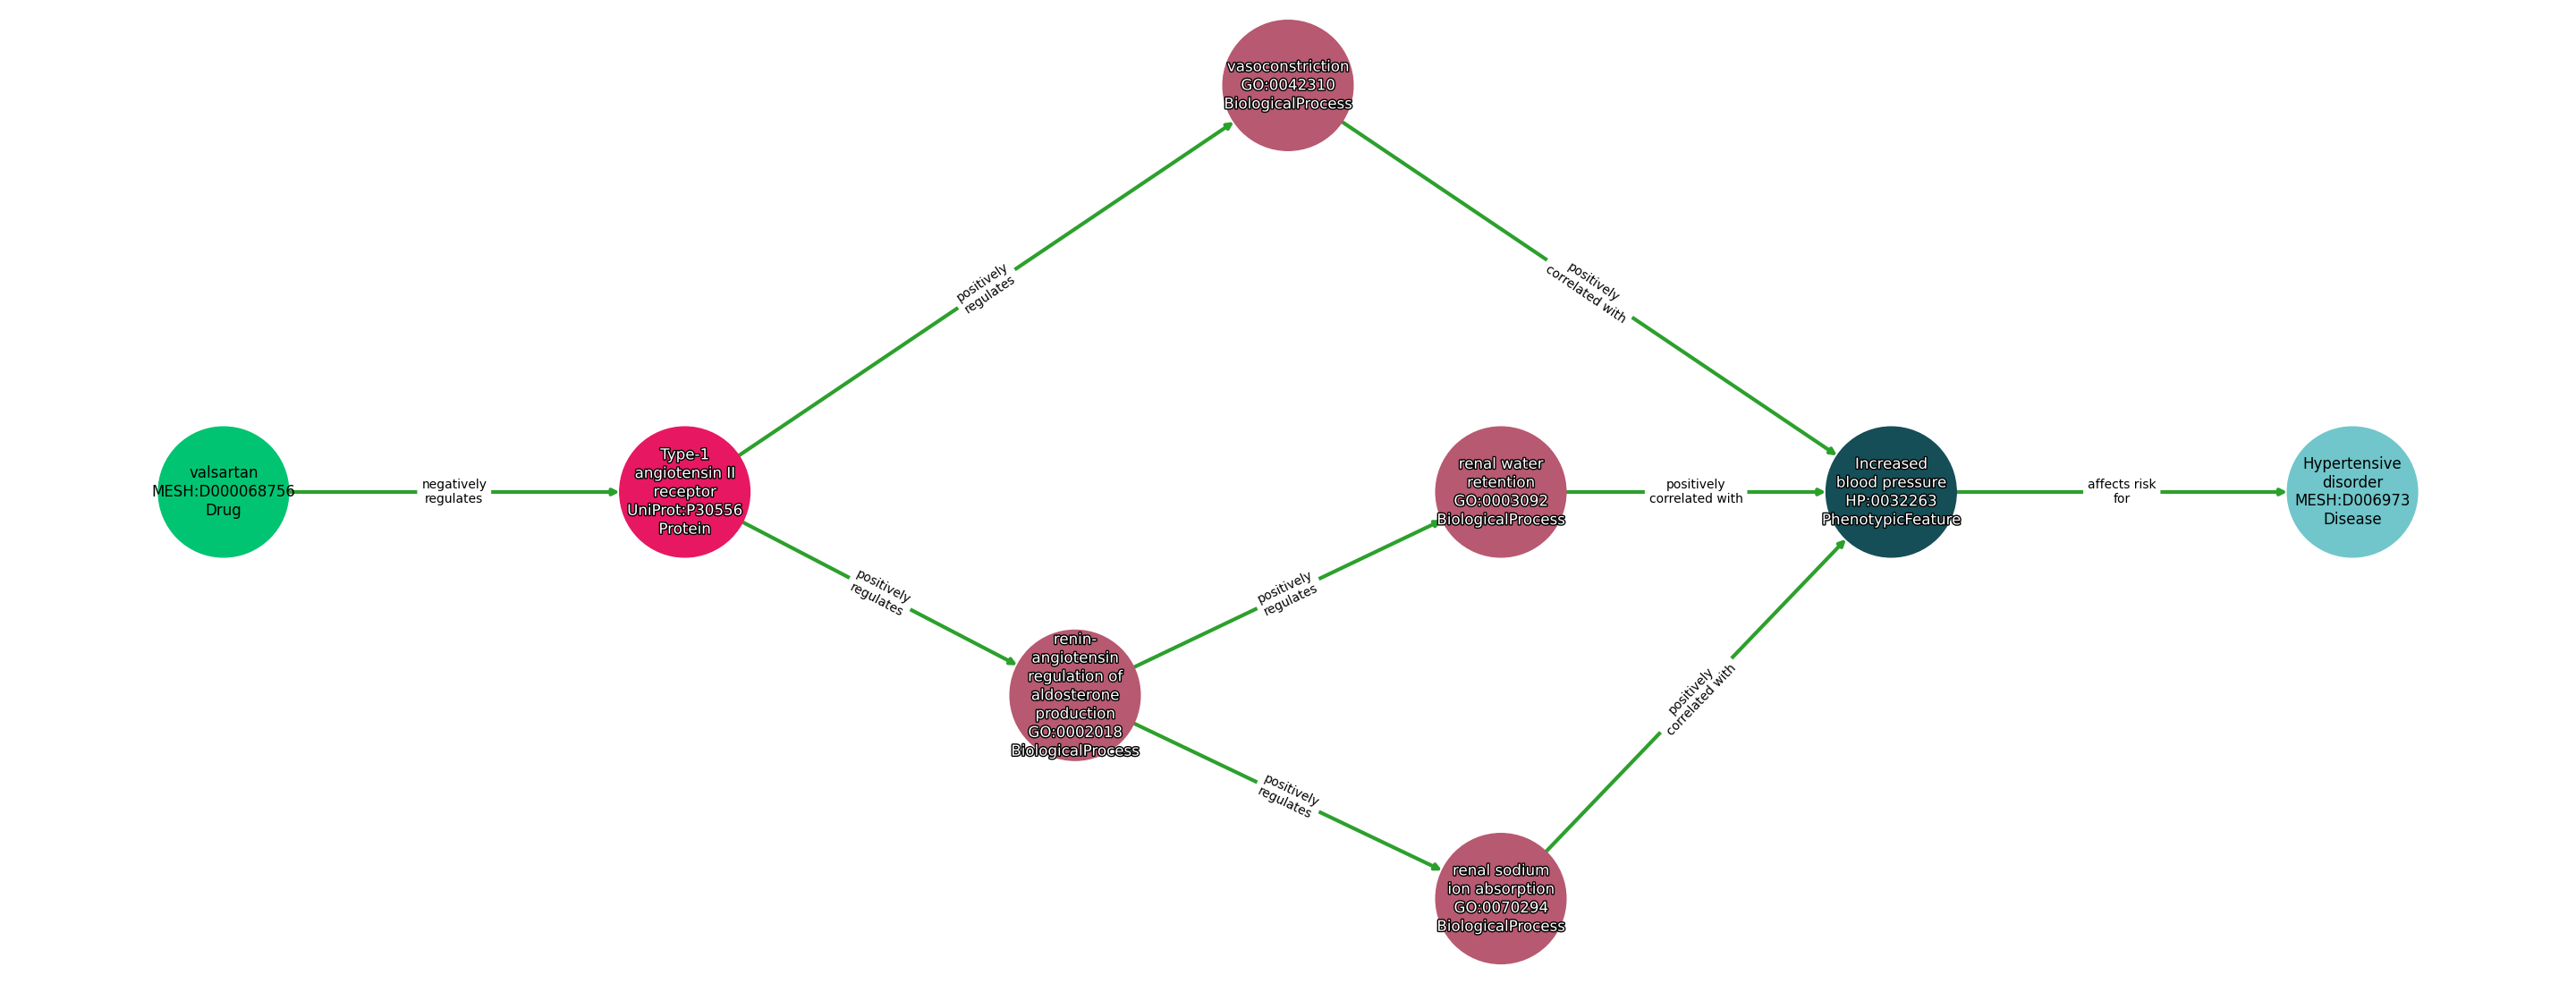 vasoconstriction
GO:0042310
BiologicalProcess
positively
regulates
positively
correlated with
valsartan
MESH:D000068756
Drug
negatively
regulates
Type-1
angiotensin II
receptor
UniProt:P30556
Protein
renal water
retention
GO:0003092
BiologicalProcess
positively
correlated with
Increased
blood pressure
HP:0032263
PhenotypicFeature
affects risk
for
Hypertensive
disorder
MESH:D006973
Disease
positively
regulates
positively
regulates
renin-
angiotensin
regulation of
aldosterone
production
GO:0002018
BiologicalProcess
positively
correlated with
positively
regulates
renal sodium
ion absorption
GO:0070294
BiologicalProcess